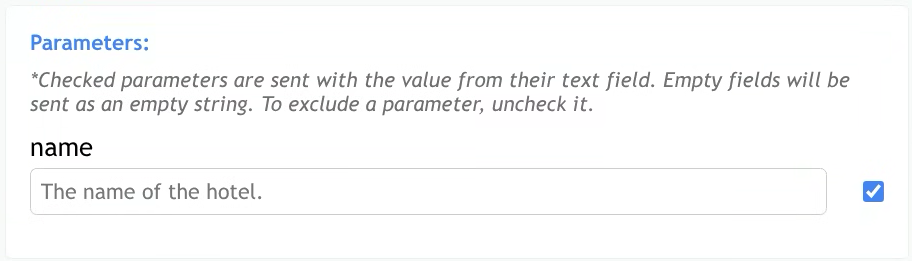 Parameters:
*Checked parameters are sent with the value from their text field. Empty fields will be
sent as an empty string. To exclude a parameter, uncheck it.
name
The name of the hotel.